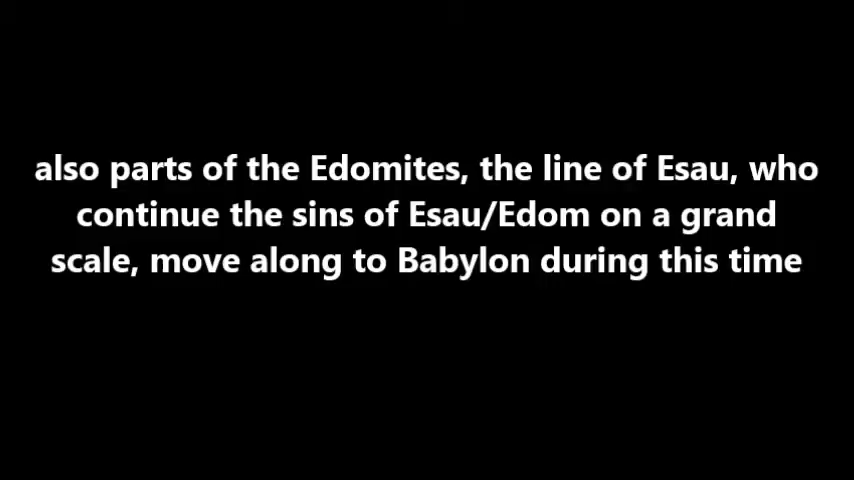 also parts of the Edomites, the line of Esau, who
continue the sins of Esau/Edom on a grand
scale, move along to Babylon during this time